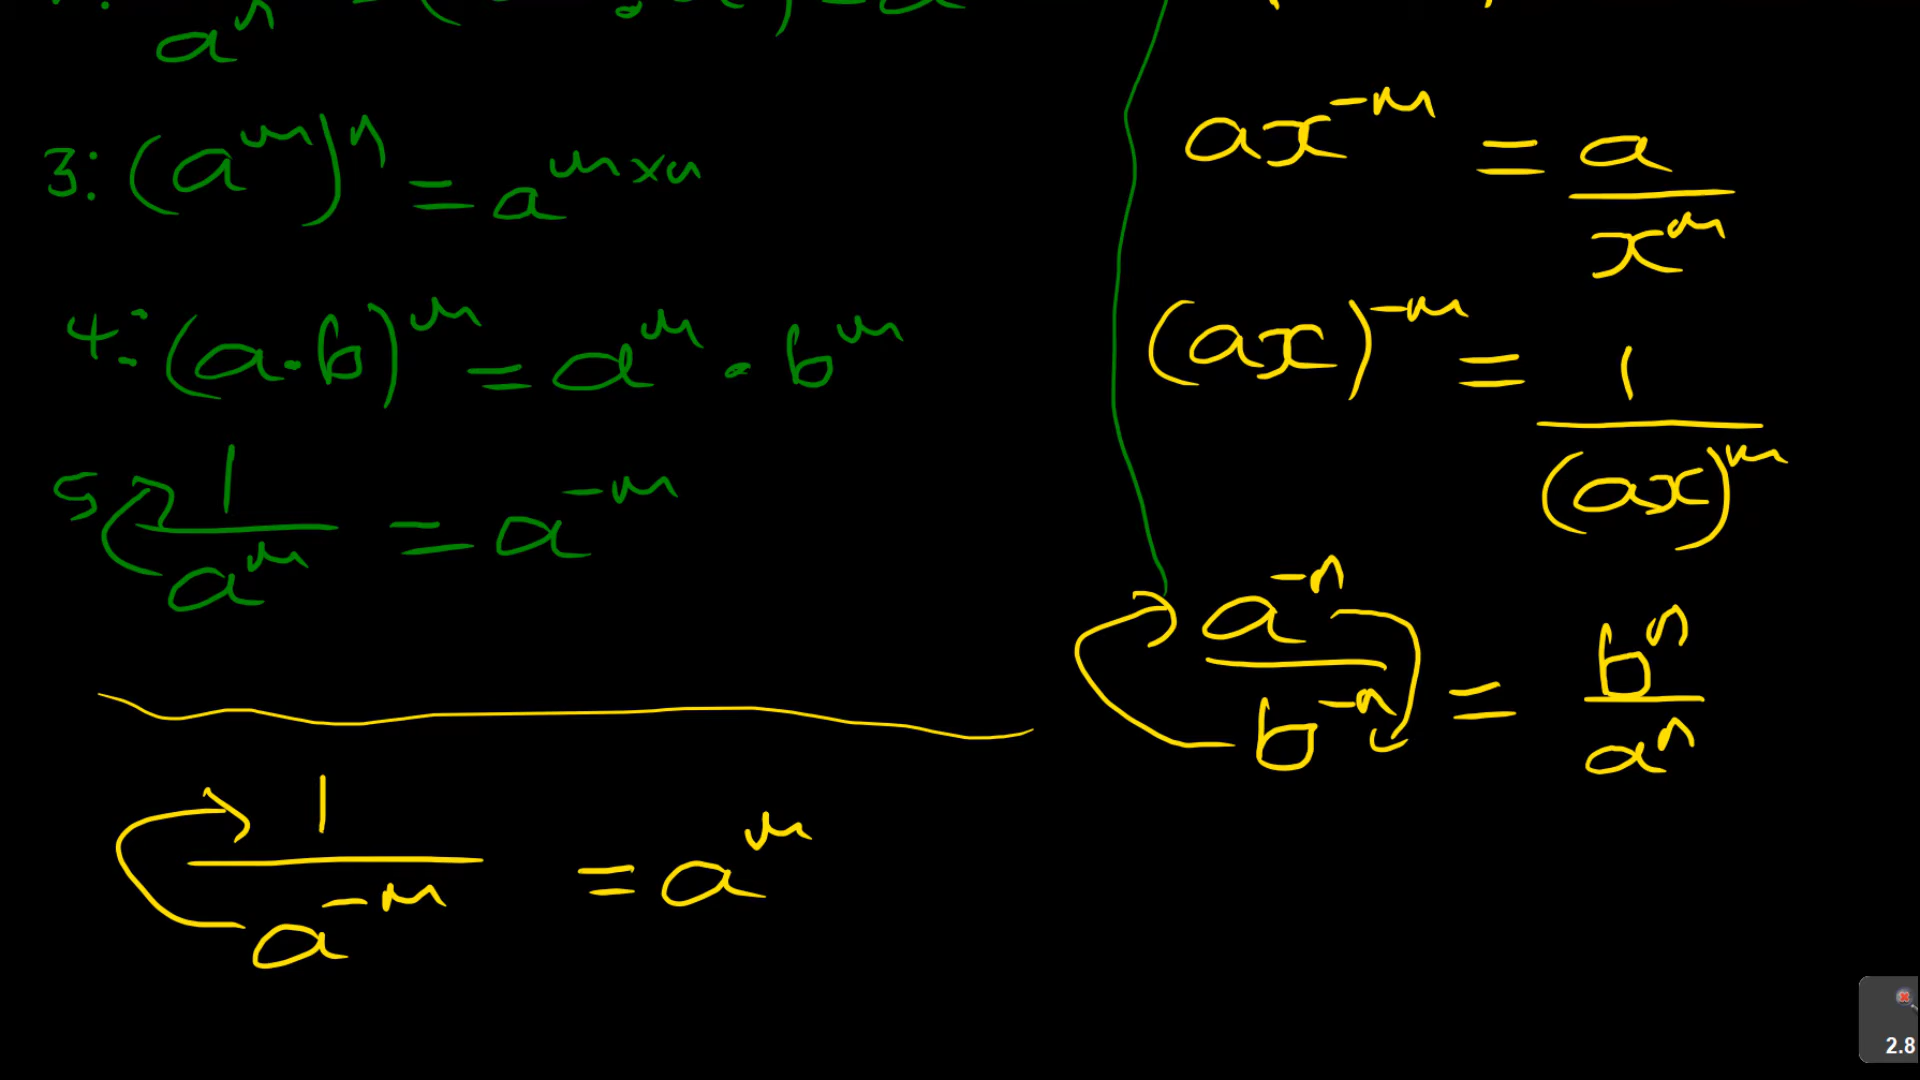 a^n
3: (a^m)^n = a^{m×n}
4: (a·b)^m = a^m · b^m
5 1/a^m = a^{-m}
1/a^{-m} = a^m
ax^{-m} = a/x^m
(ax)^{-m} = 1/(ax)^m
a^{-n}/b^{-n} = b^n/a^n
2.8